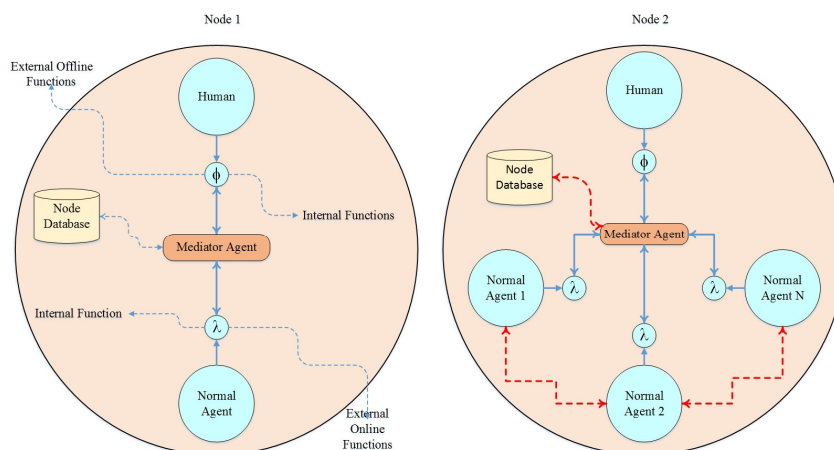 Node 1
External Offline
Functions
Human
ϕ
Node
Database
Internal Functions
Mediator Agent
Internal Function
λ
Normal
Agent
External
Online
Functions
Node 2
Human
ϕ
Node
Database
Mediator Agent
Normal
Agent 1
λ
λ
Normal
Agent N
λ
Normal
Agent 2